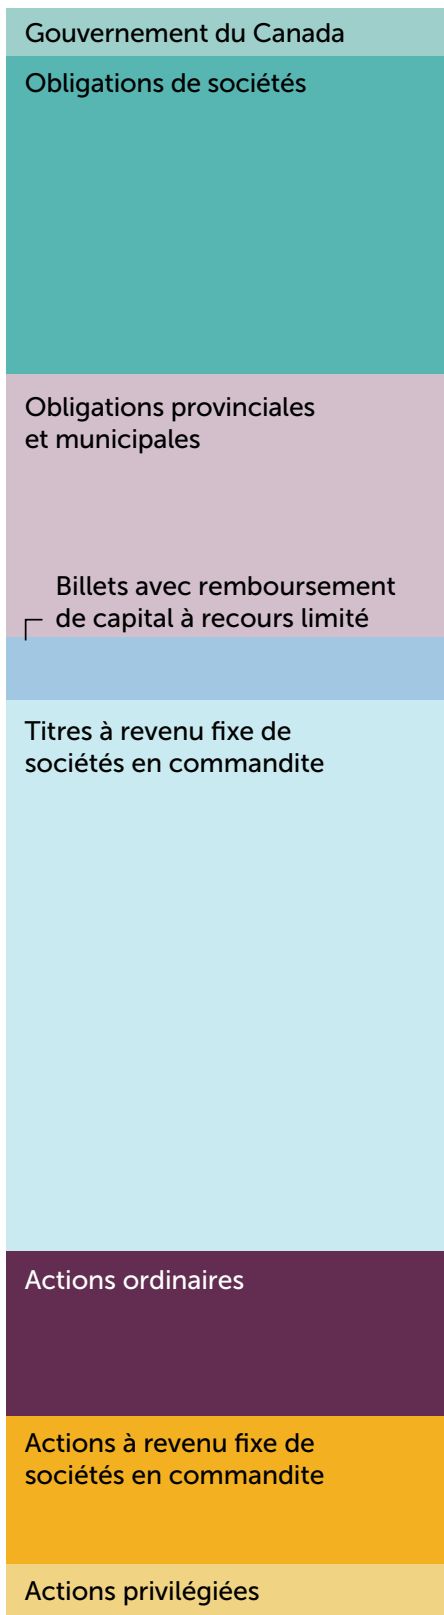 Gouvernement du Canada
Obligations de sociétés
Obligations provinciales
et municipales
Billets avec remboursement
de capital à recours limité
Titres à revenu fixe de
sociétés en commandite
Actions ordinaires
Actions à revenu fixe de
sociétés en commandite
Actions privilégiées